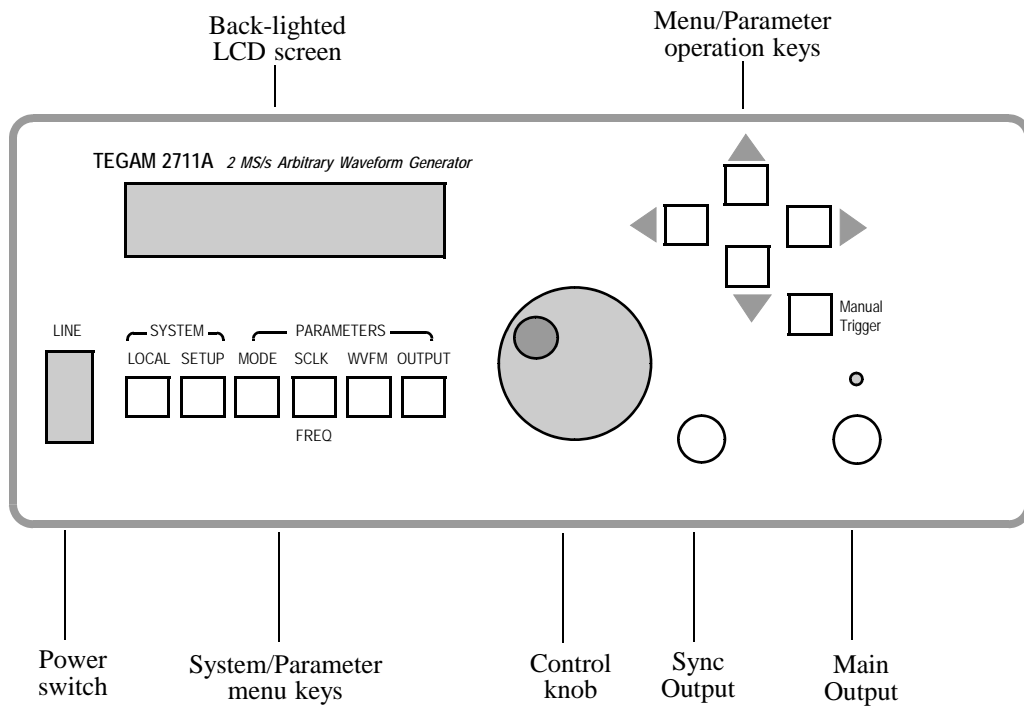 Back-lighted
LCD screen
Menu/Parameter
operation keys
TEGAM 2711A 2 MS/s Arbitrary Waveform Generator
Manual
Trigger
LINE
SYSTEM
PARAMETERS
LOCAL SETUP MODE SCLK WVFM OUTPUT
FREQ
Power
switch
System/Parameter
menu keys
Control
knob
Sync
Output
Main
Output